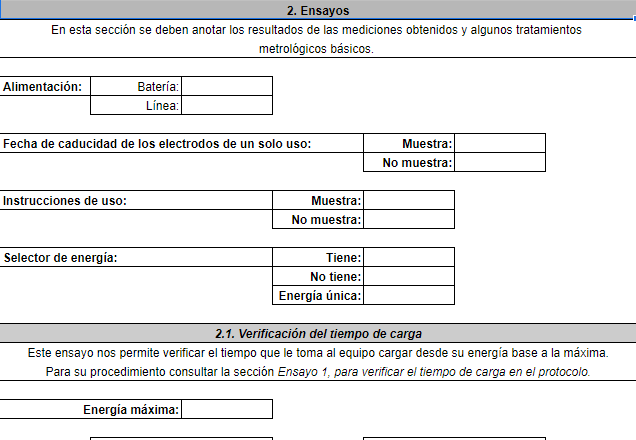 2. Ensayos
En esta sección se deben anotar los resultados de las mediciones obtenidos y algunos tratamientos
metrológicos básicos.
Alimentación: Batería:
Línea:
Fecha de caducidad de los electrodos de un solo uso: Muestra:
No muestra:
Instrucciones de uso: Muestra:
No muestra:
Selector de energía: Tiene:
No tiene:
Energía única:
2.1. Verificación del tiempo de carga
Este ensayo nos permite verificar el tiempo que le toma al equipo cargar desde su energía base a la máxima.
Para su procedimiento consultar la sección Ensayo 1, para verificar el tiempo de carga en el protocolo.
Energía máxima: